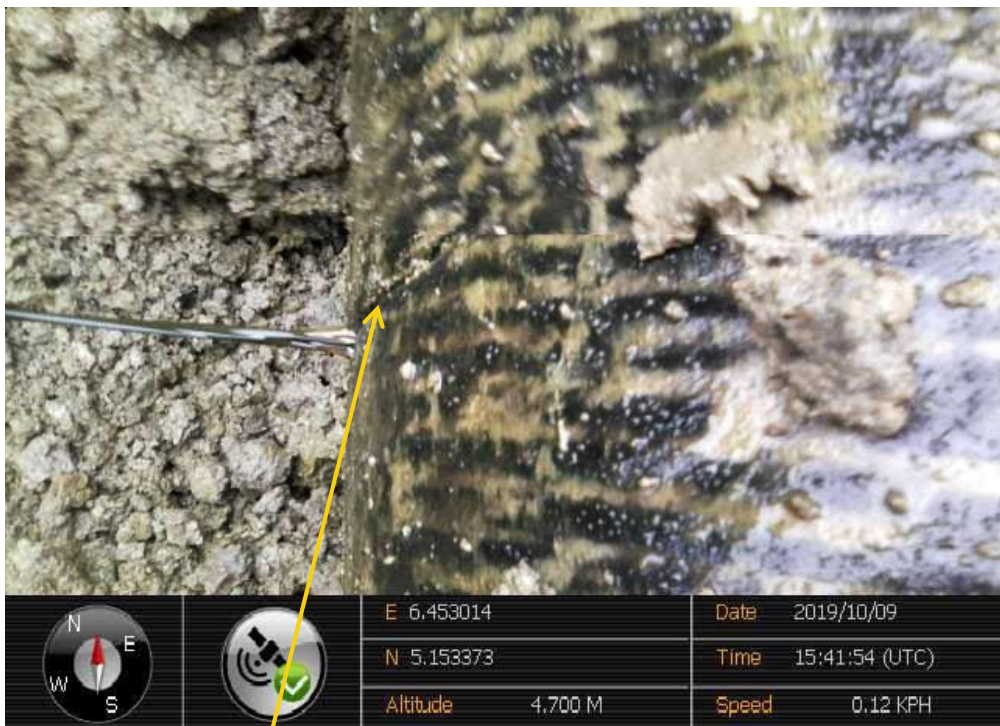 N
E
W
S
E 6.453014
N 5.153373
Altitude 4.700 M
Date 2019/10/09
Time 15:41:54 (UTC)
Speed 0.12 KPH